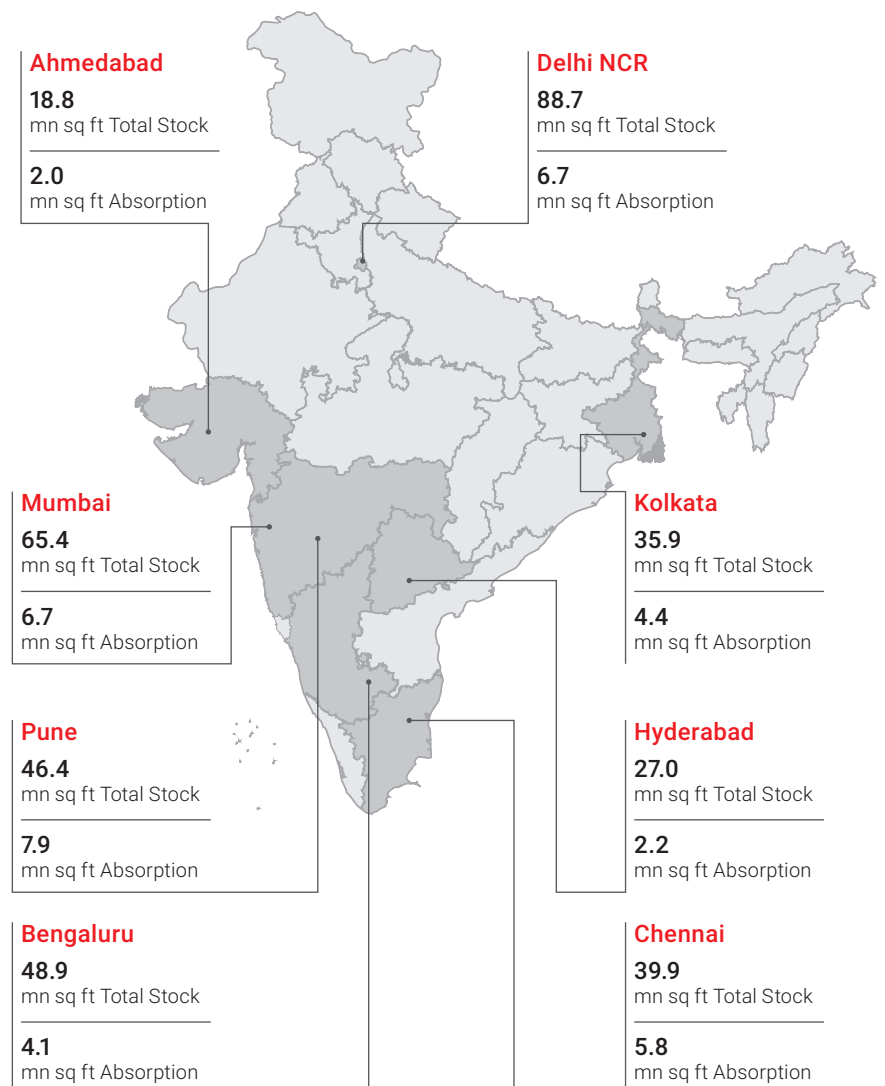 Ahmedabad
18.8
mn sq ft Total Stock
2.0
mn sq ft Absorption
Delhi NCR
88.7
mn sq ft Total Stock
6.7
mn sq ft Absorption
Mumbai
65.4
mn sq ft Total Stock
6.7
mn sq ft Absorption
Kolkata
35.9
mn sq ft Total Stock
4.4
mn sq ft Absorption
Pune
46.4
mn sq ft Total Stock
7.9
mn sq ft Absorption
Hyderabad
27.0
mn sq ft Total Stock
2.2
mn sq ft Absorption
Bengaluru
48.9
mn sq ft Total Stock
4.1
mn sq ft Absorption
Chennai
39.9
mn sq ft Total Stock
5.8
mn sq ft Absorption